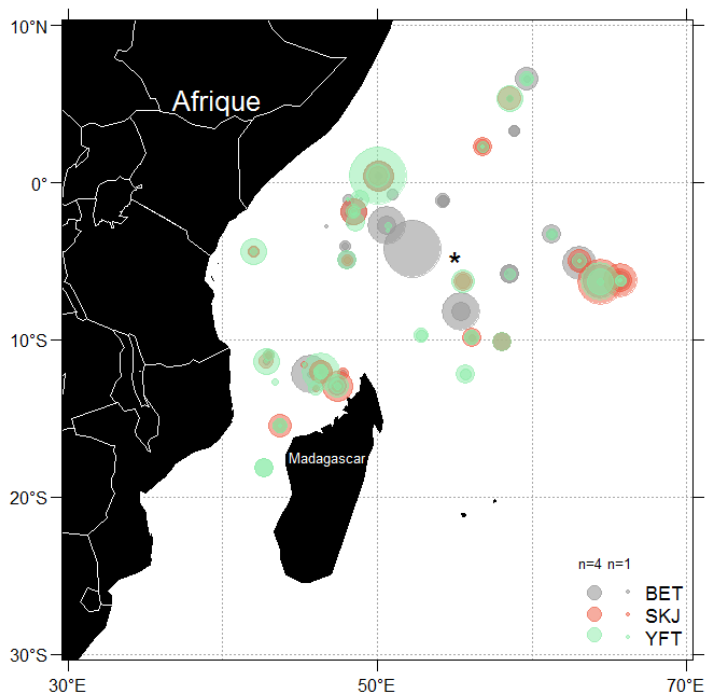 10°N
Afrique
0°
*
10°S
Madagascar
20°S
n=4 n=1
BET
SKJ
YFT
30°S
30°E 50°E 70°E